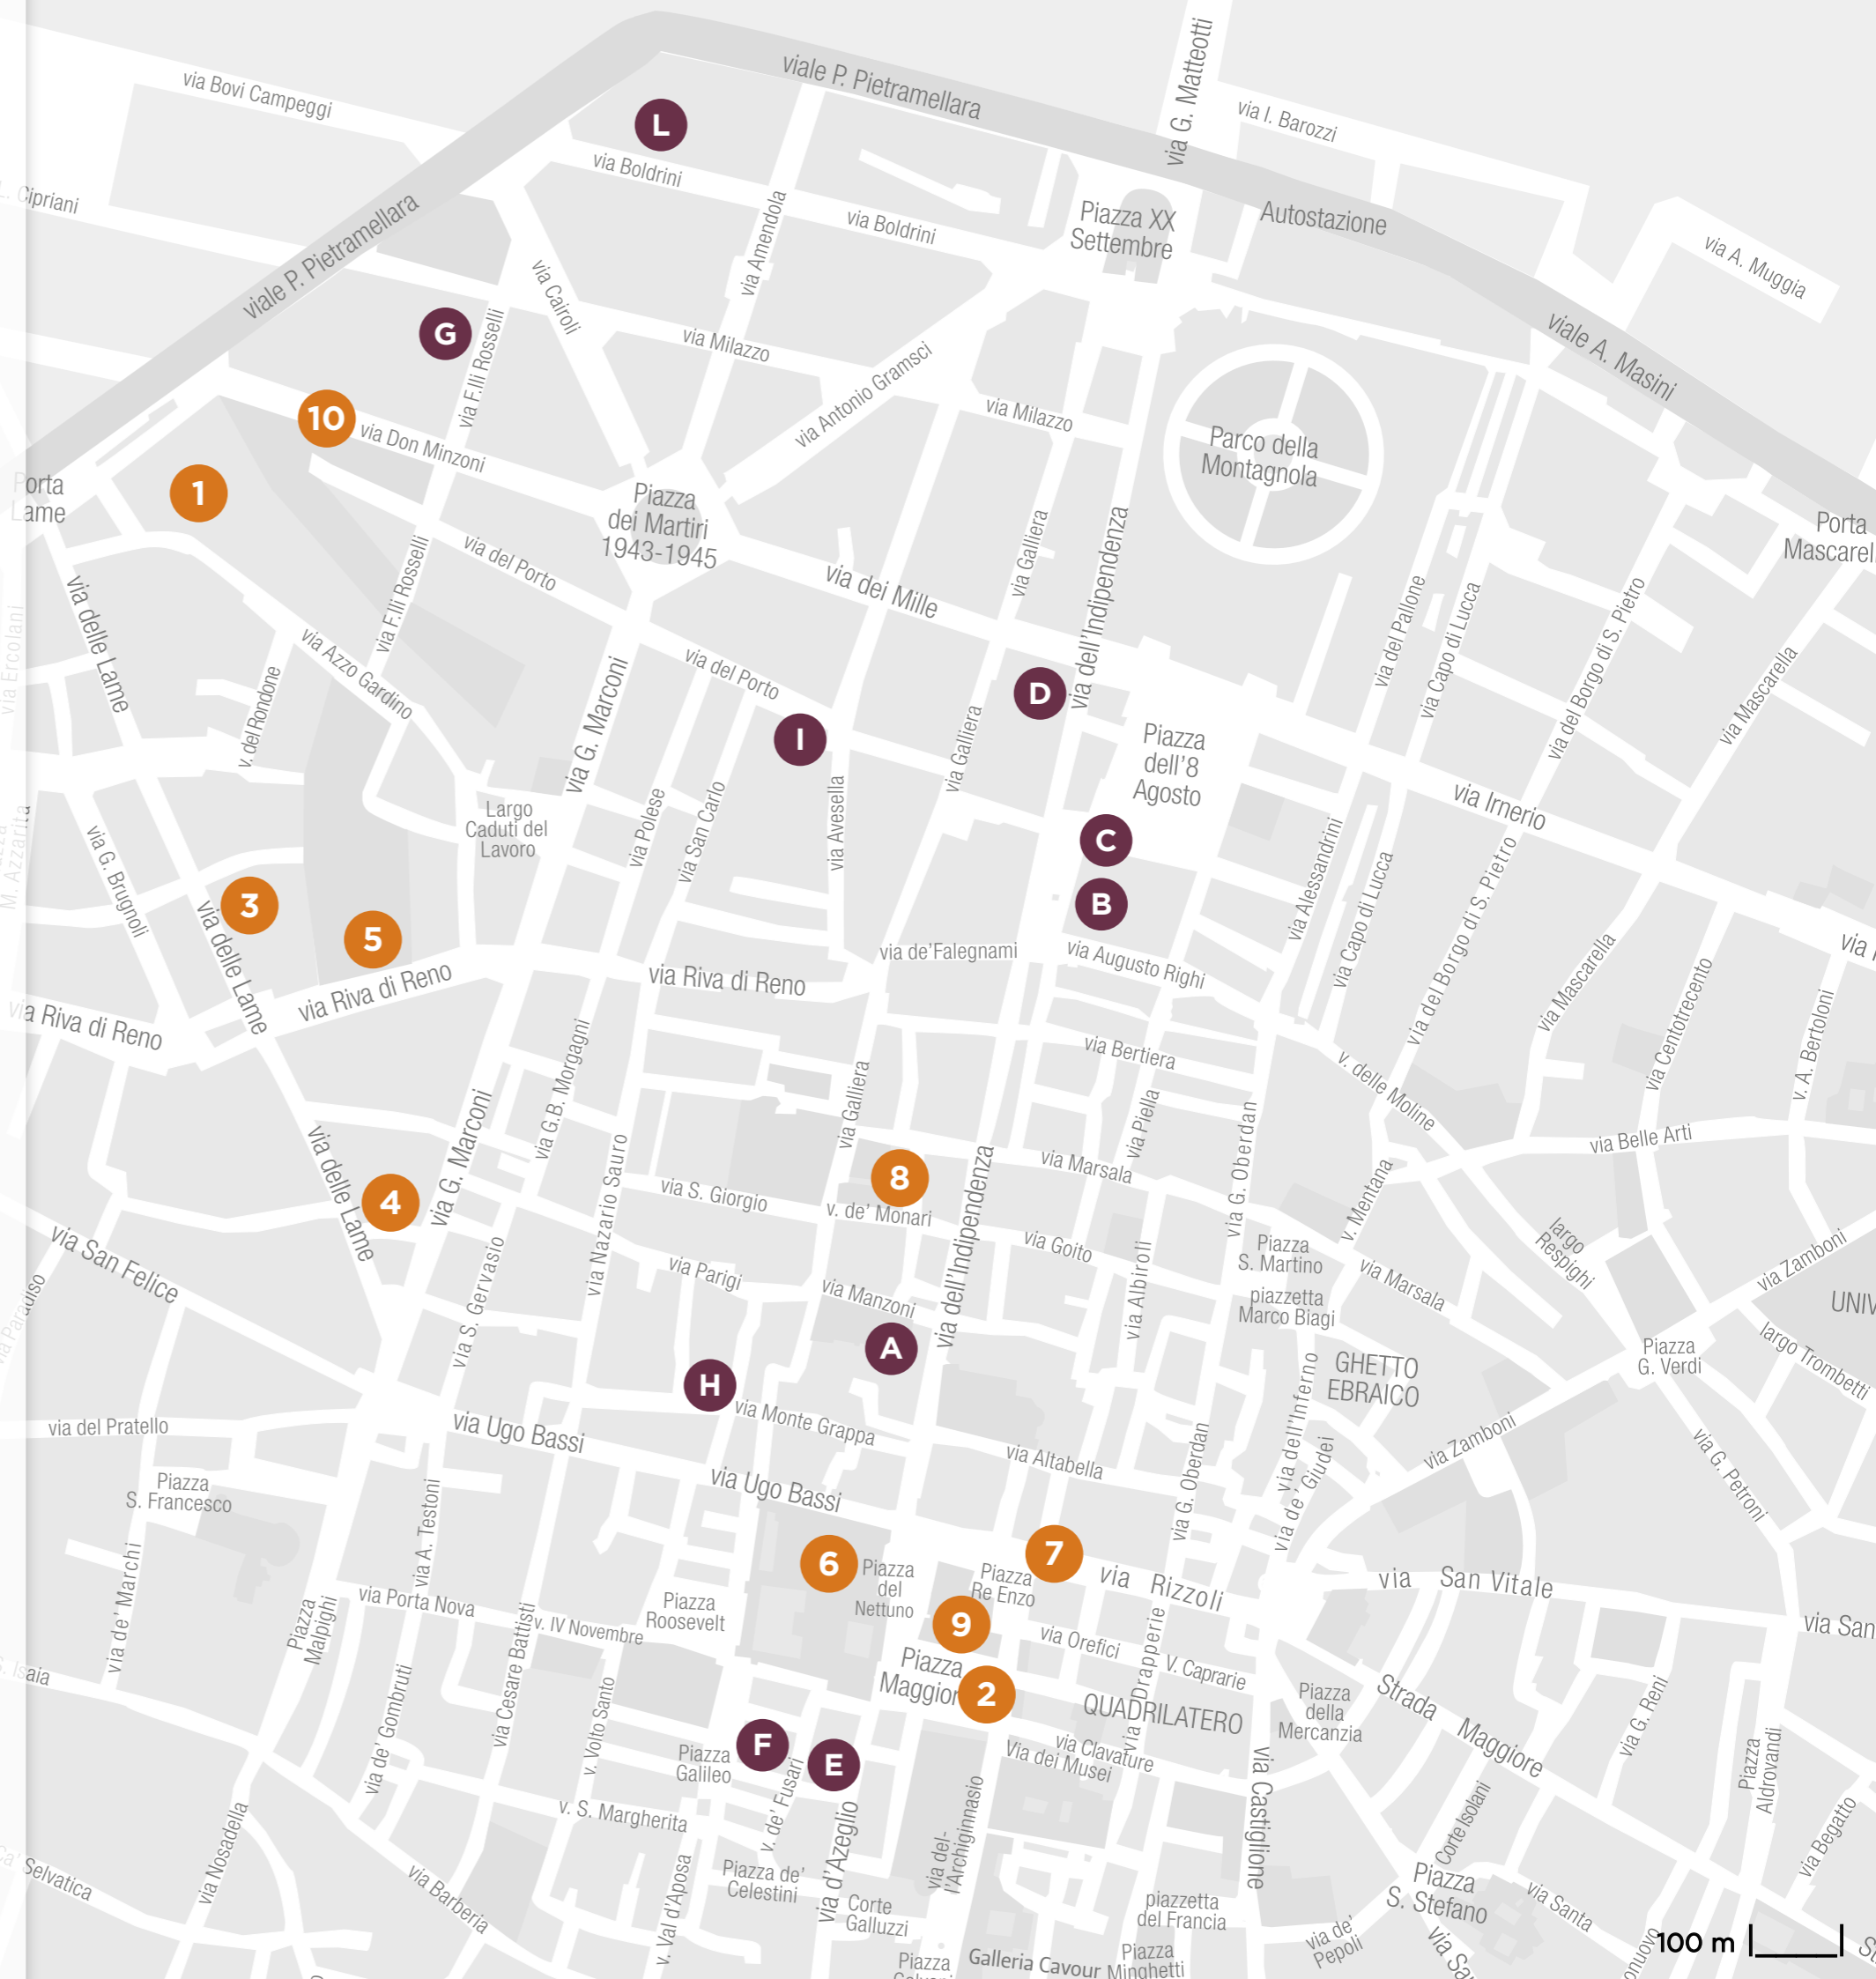 via G. Matteotti
viale P. Pietramellara
via Bovi Campeggi
via I. Barozzi
L
via Boldrini
L. Cipriani
viale P. Pietramellara
via Amendola
via Boldrini
Piazza XX
Settembre
Autostazione
via A. Muggia
via Cairoli
G
via F.lli Rosselli
via Milazzo
via Antonio Gramsci
viale A. Masini
10
via Don Minzoni
via Milazzo
Parco della
Montagnola
1
Porta
Lame
Piazza
dei Martiri
1943-1945
Porta
Mascarel
via del Porto
via F.lli Rosselli
via dei Mille
via Galliera
via dell'Indipendenza
via delle Lame
via Ercolani
via Azzo Gardino
v. del Rondone
via del Porto
via G. Marconi
D
via del Pallone
via Capo di Lucca
via del Borgo di S. Pietro
via Mascarella
I
via Galliera
Piazza
dell'8
Agosto
via Irnerio
Largo
Caduti del
Lavoro
via Polese
via San Carlo
via Avesella
C
B
M. Azzarita
via G. Brugnoli
3
5
via delle Lame
via Alessandrini
via Capo di Lucca
via del Borgo di S. Pietro
via Mascarella
via Centotrecento
v. A. Bertoloni
via de'Falegnami
via Augusto Righi
via Riva di Reno
via Riva di Reno
via Riva di Reno
via G.B. Morgagni
via Bertiera
v. delle Moline
via Galliera
via Piella
via G. Oberdan
via Belle Arti
via delle Lame
4
via G. Marconi
via Nazario Sauro
via S. Giorgio
8
v. de' Monari
via Marsala
via dell'Indipendenza
v. Mentana
via San Felice
via Paradiso
via S. Gervasio
via Parigi
via Manzoni
via Goito
via Albiroli
Piazza
S. Martino
piazzetta
Marco Biagi
via Marsala
largo
Respighi
via Zamboni
UNIV
A
H
GHETTO
EBRAICO
Piazza
G. Verdi
largo Trombetti
via del Pratello
via Ugo Bassi
via Monte Grappa
via Altabella
via G. Oberdan
via dell'Inferno
via de' Giudei
via Zamboni
via G. Petroni
Piazza
S. Francesco
via Ugo Bassi
via de' Marchi
via A. Testoni
6
Piazza
del
Nettuno
Piazza
Re Enzo
7
via Rizzoli
via San Vitale
via San
Piazza
Malpighi
via Porta Nova
v. IV Novembre
Piazza
Roosevelt
9
via Orefici
V. Caprarie
via Drapperie
S. Isaia
via de' Gombruti
via Cesare Battisti
v. Volto Santo
Piazza
Maggior
2
QUADRILATERO
Piazza
della
Mercanzia
Strada Maggiore
via G. Reni
Piazza
Aldrovandi
Piazza
Galileo
F
E
v. de' Fusari
Via dei Musei
via Clavature
via Castiglione
v. S. Margherita
via Nosadella
Ca' Selvatica
via Barberia
v. Val d'Aposa
Piazza de'
Celestini
via d'Azeglio
Corte
Galluzzi
via del-
l'Archiginnasio
Corte Isolani
via Begatto
Piazza
S. Stefano
via Santa
piazzetta
del Francia
via de'
Pepoli
Galleria Cavour
Piazza
Minghetti
Piazza
100 m